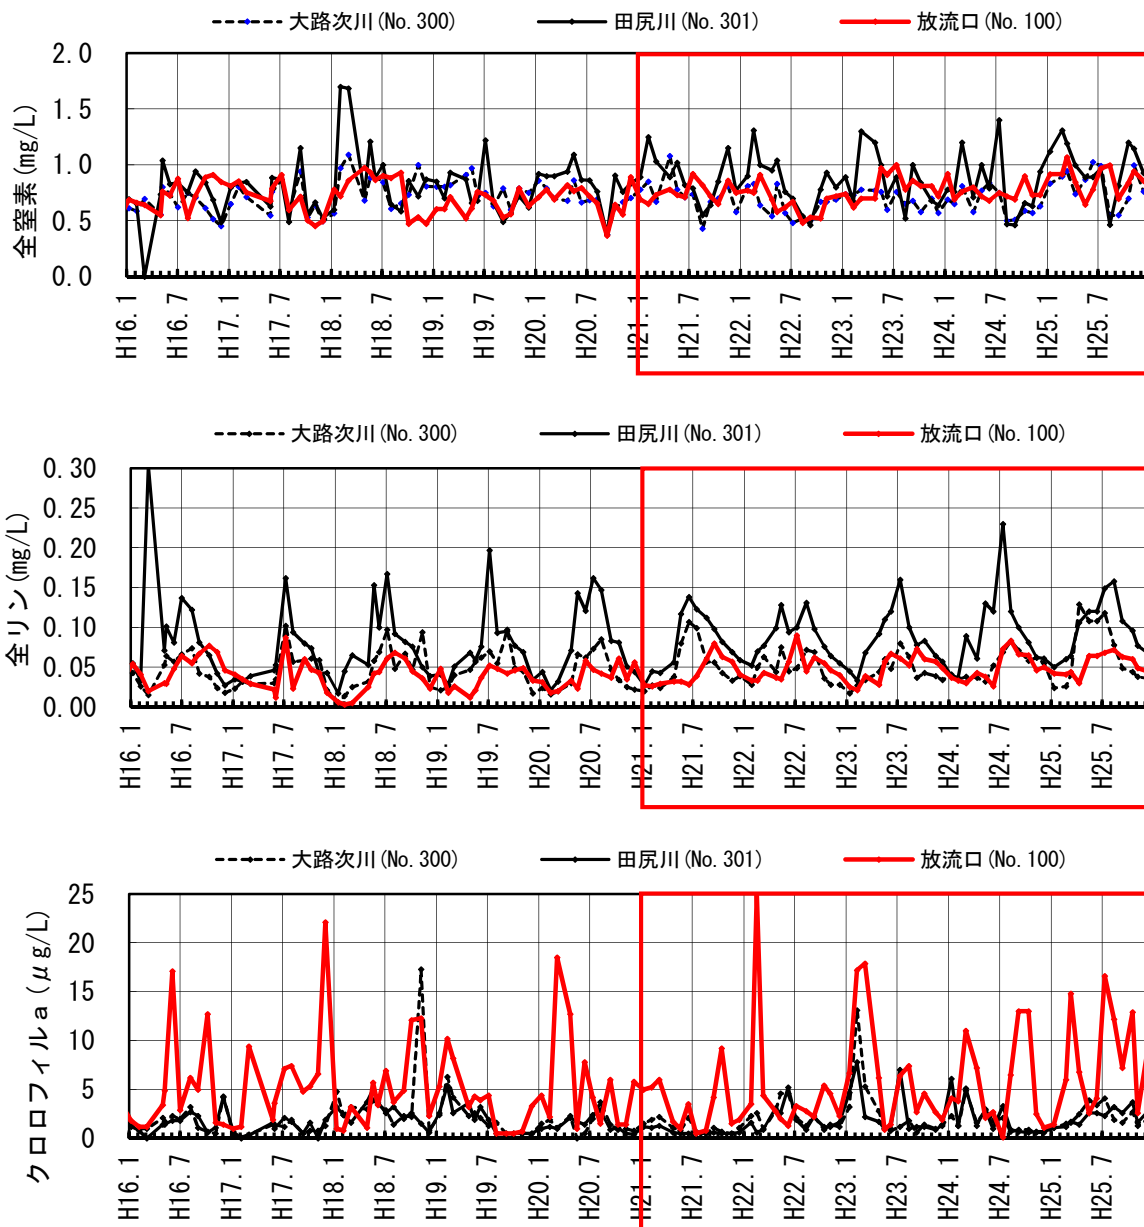 大路次川(No. 300) 田尻川(No. 301) 放流口(No. 100)
全窒素(mg/L)
2.0
1.5
1.0
0.5
0.0
H16. 1 H16. 7 H17. 1 H17. 7 H18. 1 H18. 7 H19. 1 H19. 7 H20. 1 H20. 7 H21. 1 H21. 7 H22. 1 H22. 7 H23. 1 H23. 7 H24. 1 H24. 7 H25. 1 H25. 7
大路次川(No. 300) 田尻川(No. 301) 放流口(No. 100)
全リン(mg/L)
0.30
0.25
0.20
0.15
0.10
0.05
0.00
H16. 1 H16. 7 H17. 1 H17. 7 H18. 1 H18. 7 H19. 1 H19. 7 H20. 1 H20. 7 H21. 1 H21. 7 H22. 1 H22. 7 H23. 1 H23. 7 H24. 1 H24. 7 H25. 1 H25. 7
大路次川(No. 300) 田尻川(No. 301) 放流口(No. 100)
クロロフィルa(μg/L)
25
20
15
10
5
0
H16. 1 H16. 7 H17. 1 H17. 7 H18. 1 H18. 7 H19. 1 H19. 7 H20. 1 H20. 7 H21. 1 H21. 7 H22. 1 H22. 7 H23. 1 H23. 7 H24. 1 H24. 7 H25. 1 H25. 7